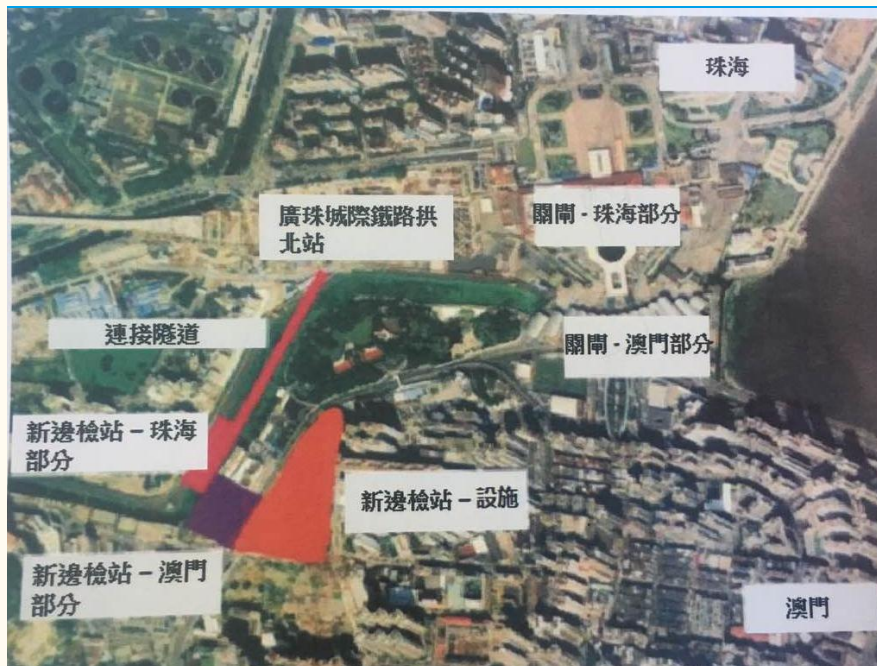 珠海
廣珠城際鐵路拱
北站
關閘 - 珠海部分
連接隧道
關閘 - 澳門部分
新邊檢站 – 珠海
部分
新邊檢站 – 設施
新邊檢站 – 澳門
部分
澳門